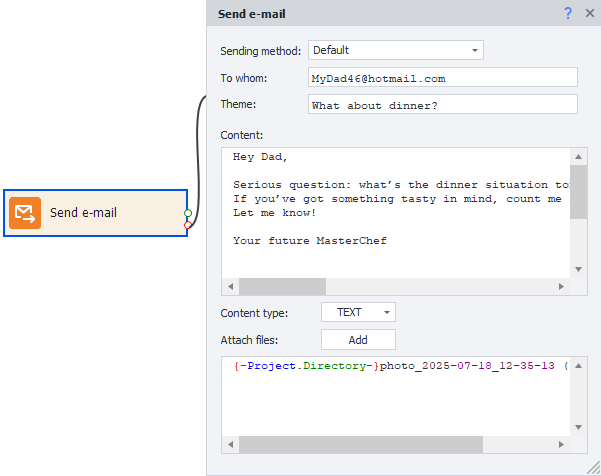 Send e-mail
? ×
Sending method: Default
To whom: MyDad46@hotmail.com
Theme: What about dinner?
Content:
Hey Dad,
Serious question: what's the dinner situation
If you've got something tasty in mind, count me
Let me know!
Your future MasterChef
Send e-mail
Content type: TEXT
Attach files: Add
{-Project.Directory-}photo_2025-07-18_12-35-13 (